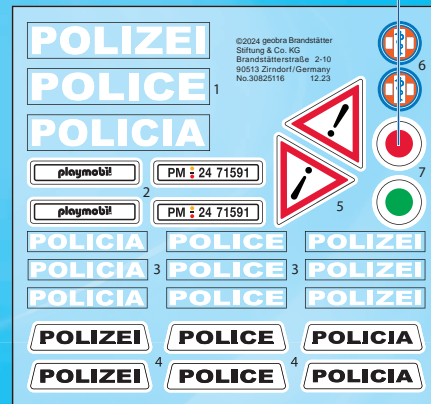 POLIZEI
POLICE
POLICIA
1
©2024 geobra Brandstätter
Stiftung & Co. KG
Brandstätterstraße 2-10
90513 Zirndorf/Germany
No.30825116 12.23
6
7
!
!
5
playmobil PM 24 71591
2
playmobil PM 24 71591
POLICIA POLICE POLIZEI
POLICIA 3 POLICE 3 POLIZEI
POLICIA POLICE POLIZEI
POLIZEI POLICE POLICIA
4 4
POLIZEI POLICE POLICIA